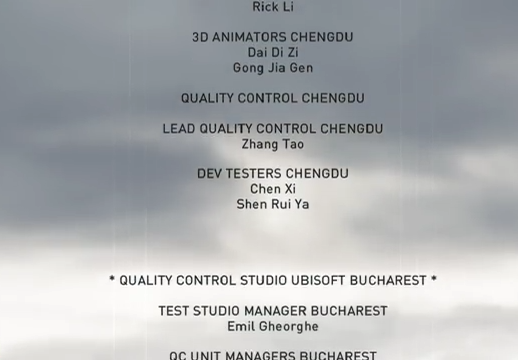 Rick Li
3D ANIMATORS CHENGDU
Dai Di Zi
Gong Jia Gen
QUALITY CONTROL CHENGDU
LEAD QUALITY CONTROL CHENGDU
Zhang Tao
DEV TESTERS CHENGDU
Chen Xi
Shen Rui Ya
* QUALITY CONTROL STUDIO UBISOFT BUCHAREST *
TEST STUDIO MANAGER BUCHAREST
Emil Gheorghe
QC UNIT MANAGERS BUCHAREST